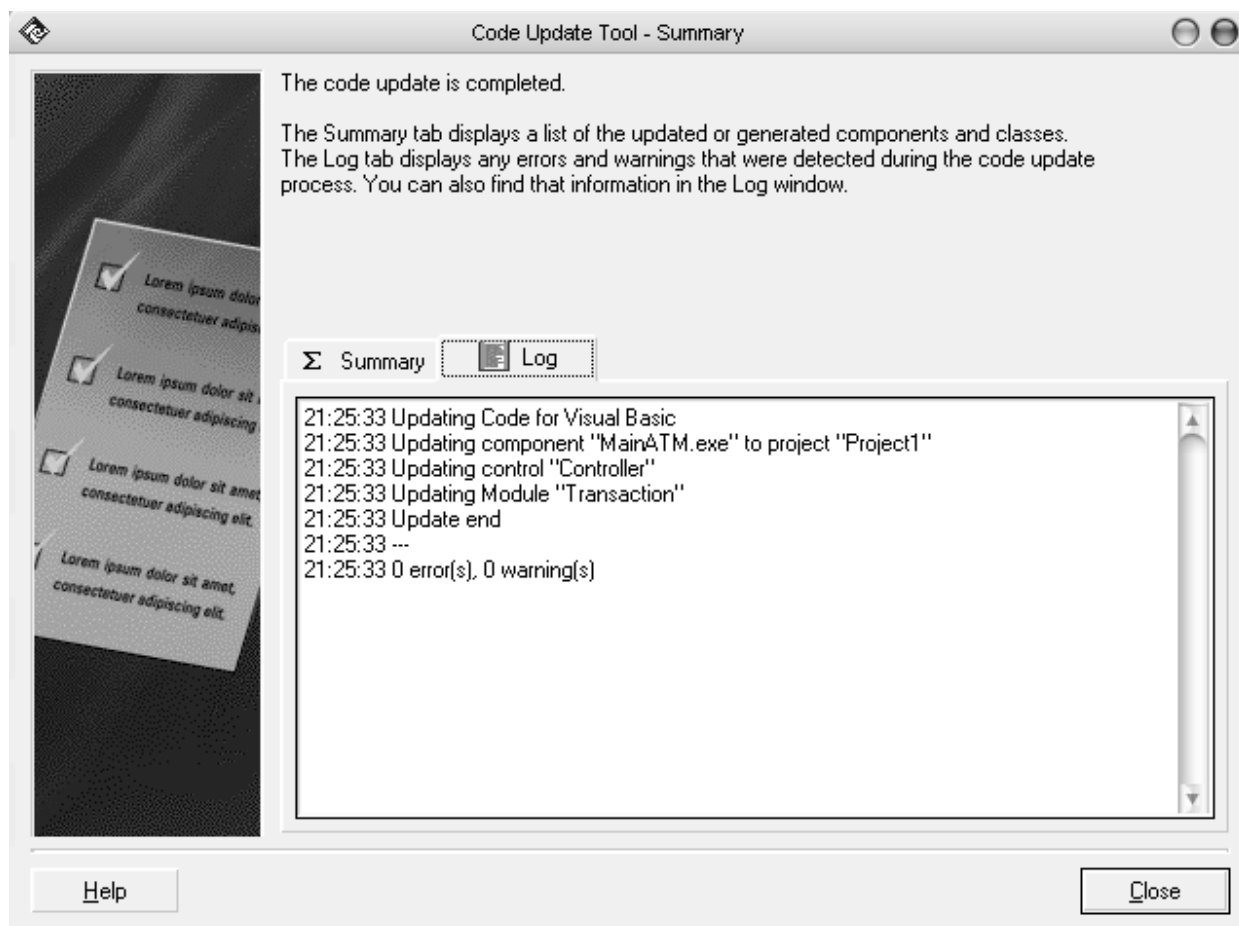 Code Update Tool - Summary
The code update is completed.
The Summary tab displays a list of the updated or generated components and classes.
The Log tab displays any errors and warnings that were detected during the code update
process. You can also find that information in the Log window.
Lorem ipsum dolor
consectetuer adipis
Lorem ipsum dolor sit
consectetuer adipiscing
Lorem ipsum dolor sit amet
consectetuer adipiscing elit.
Lorem ipsum dolor sit amet,
consectetuer adipiscing elit.
Σ Summary
Log
21:25:33 Updating Code for Visual Basic
21:25:33 Updating component "MainATM.exe" to project "Project1"
21:25:33 Updating control "Controller"
21:25:33 Updating Module "Transaction"
21:25:33 Update end
21:25:33 ---
21:25:33 0 error(s), 0 warning(s)
Help
Close